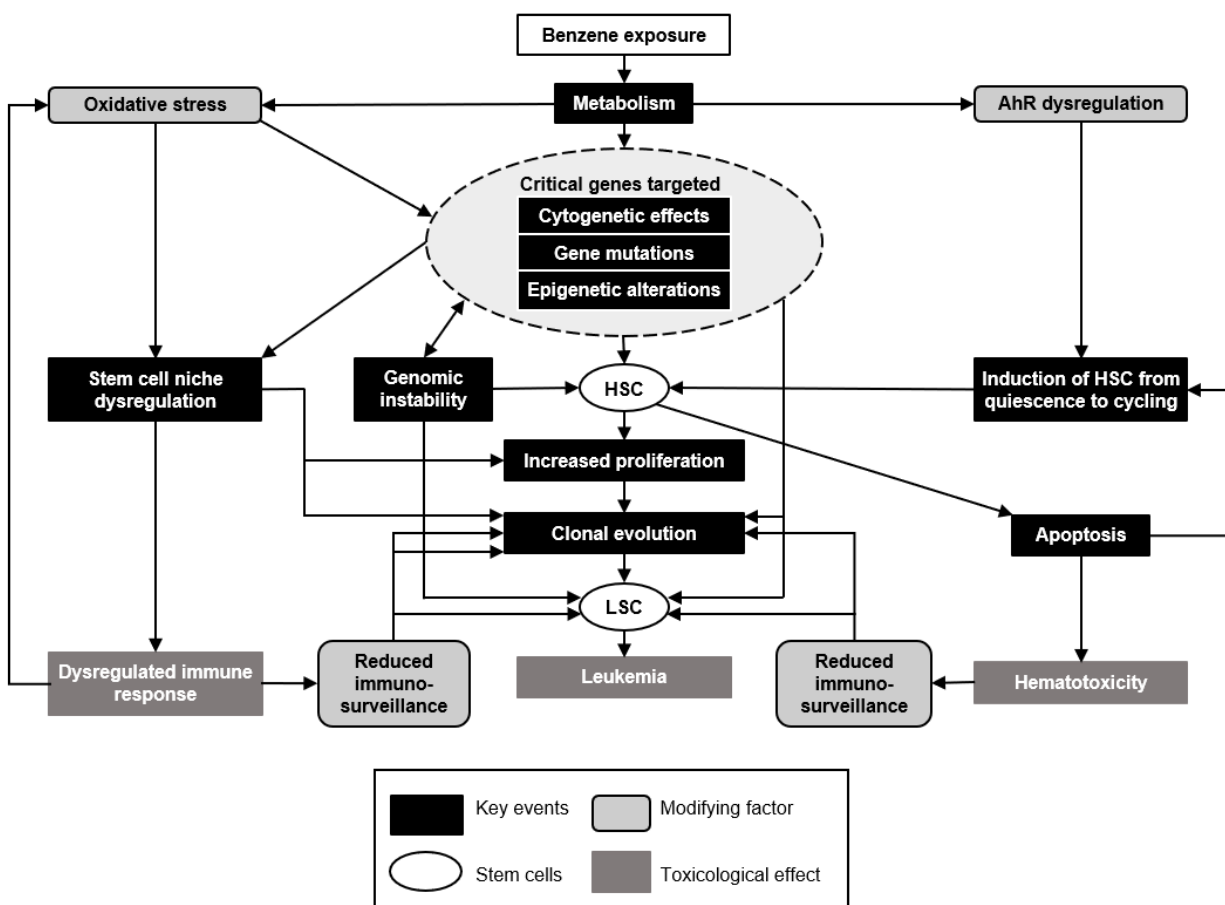 Benzene exposure
Oxidative stress
Metabolism
AhR dysregulation
Critical genes targeted
Cytogenetic effects
Gene mutations
Epigenetic alterations
Stem cell niche
dysregulation
Genomic
instability
HSC
Induction of HSC from
quiescence to cycling
Increased proliferation
Clonal evolution
Apoptosis
LSC
Dysregulated immune
response
Reduced
immuno-
surveillance
Leukemia
Reduced
immuno-
surveillance
Hematotoxicity
Key events
Modifying factor
Stem cells
Toxicological effect